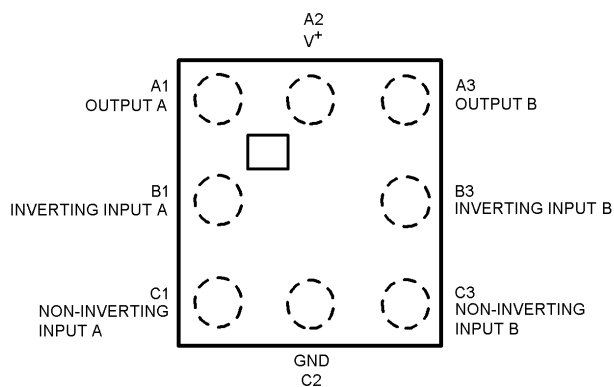 A2
V+
A1
OUTPUT A
A3
OUTPUT B
B1
INVERTING INPUT A
B3
INVERTING INPUT B
C1
NON-INVERTING
INPUT A
C3
NON-INVERTING
INPUT B
GND
C2